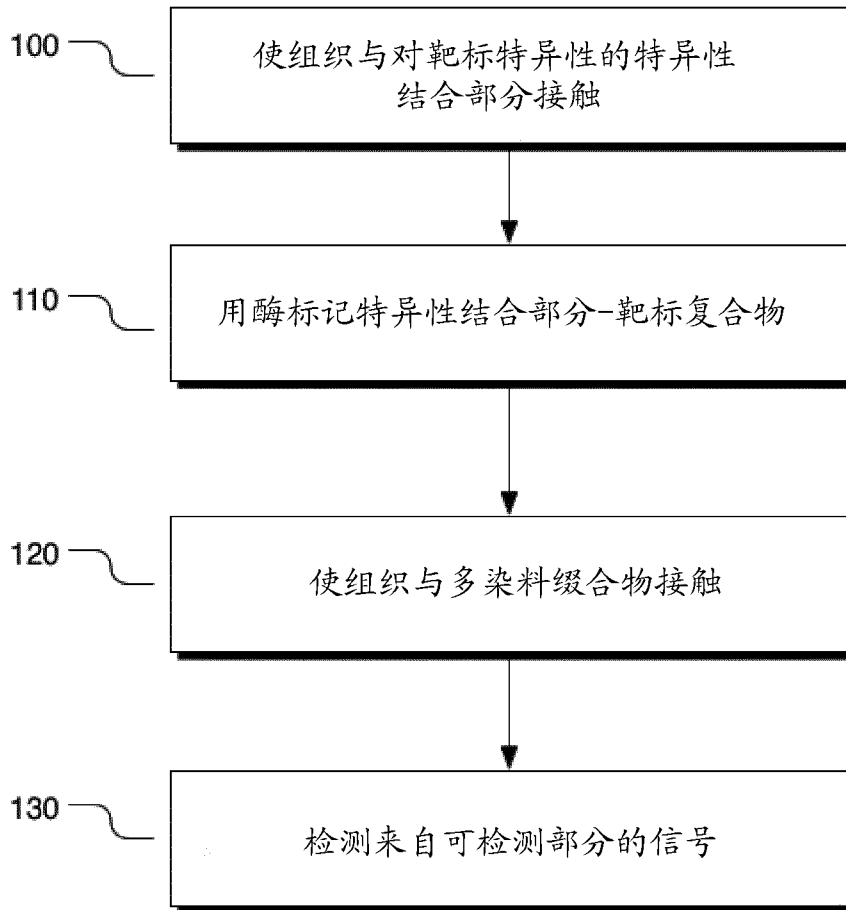 100
使组织与对靶标特异性的特异性
结合部分接触
110
用酶标记特异性结合部分-靶标复合物
120
使组织与多染料缀合物接触
130
检测来自可检测部分的信号